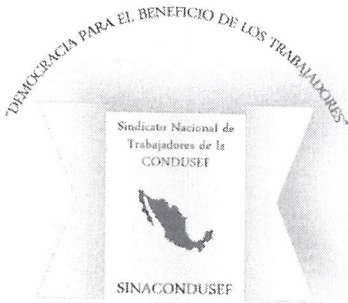 "DEMOCRACIA PARA EL BENEFICIO DE LOS TRABAJADORES"
Sindicato Nacional de
Trabajadores de la
CONDUSEF
SINACONDUSEF